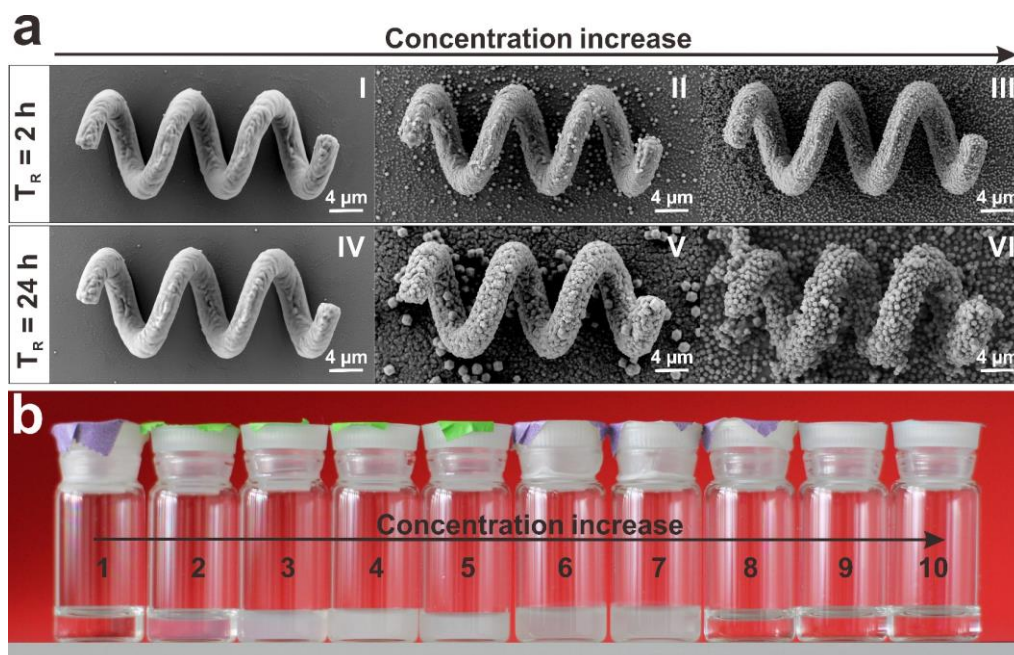 a
Concentration increase
T_R = 2 h
I
4 µm
II
4 µm
III
4 µm
T_R = 24 h
IV
4 µm
V
4 µm
VI
4 µm
b
Concentration increase
1 2 3 4 5 6 7 8 9 10